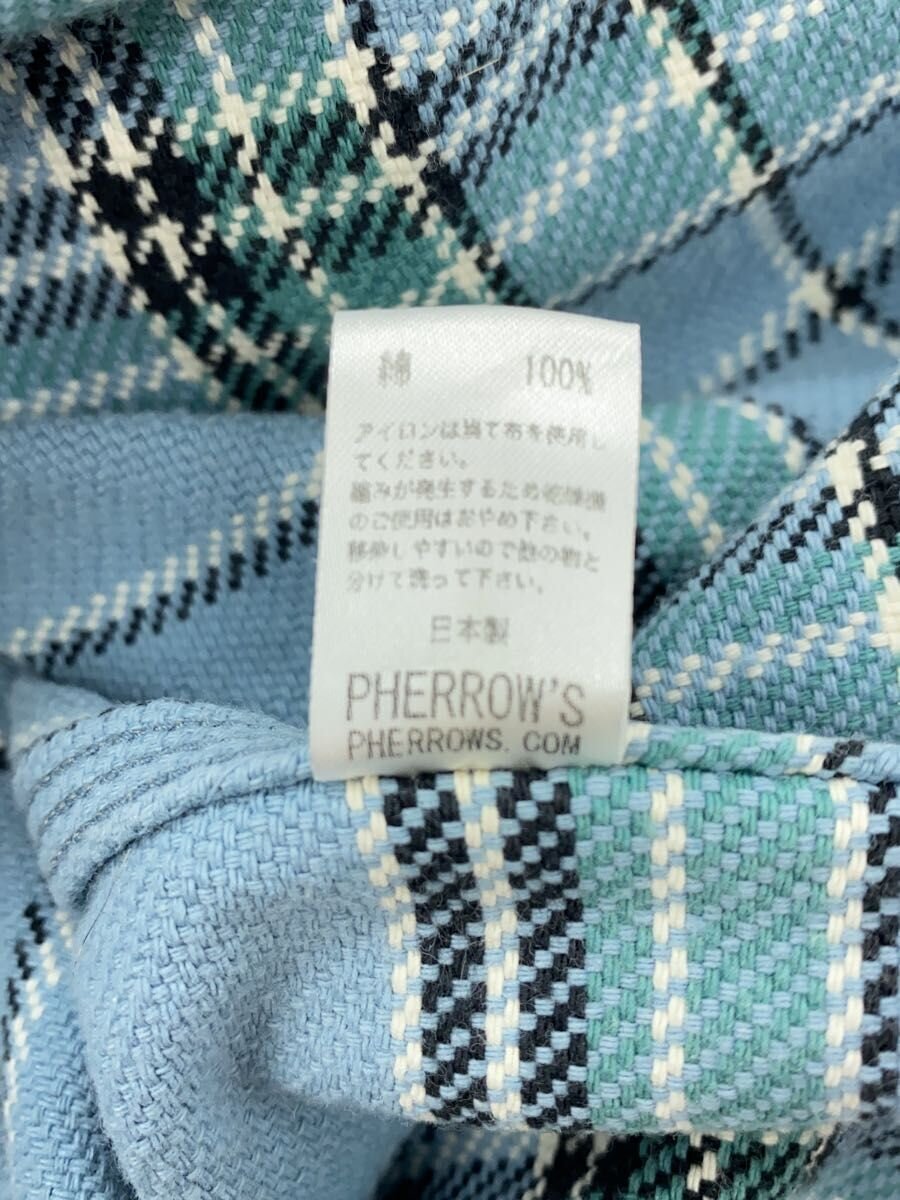 綿 100%
アイロンは当て布を使用し
てください。
縮みが発生するため乾燥機
のご使用はおやめ下さい。
移染しやすいので他の物と
分けて洗って下さい。
日本製
PHERROW'S
PHERROWS.COM